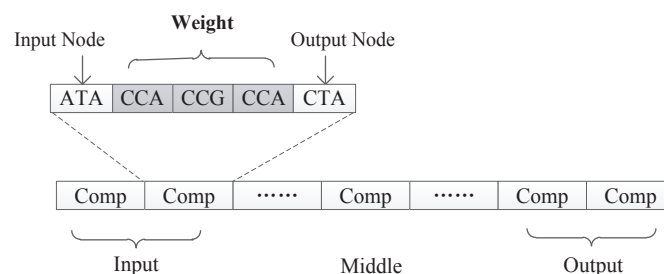 Weight
Input Node Output Node
ATA CCA CCG CCA CTA
Comp Comp ...... Comp ...... Comp Comp
Input Middle Output